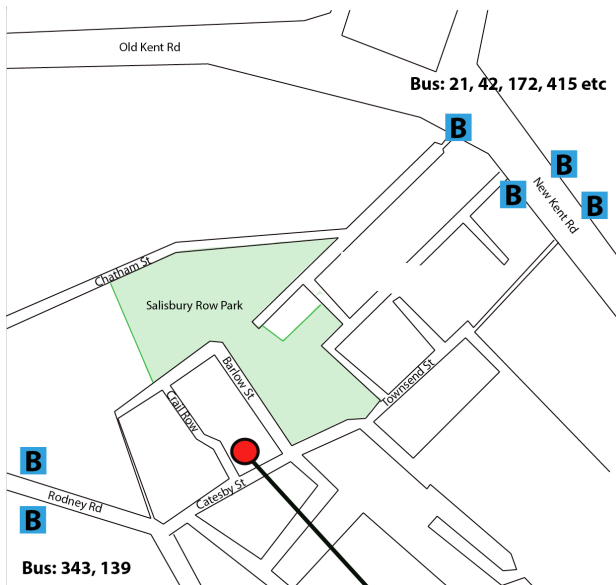 Old Kent Rd
Bus: 21, 42, 172, 415 etc
B
B
B
B
New Kent Rd
Chatham St
Salisbury Row Park
Barlow St
Townsend St
Crail Row
B
Catesby St
Rodney Rd
B
Bus: 343, 139